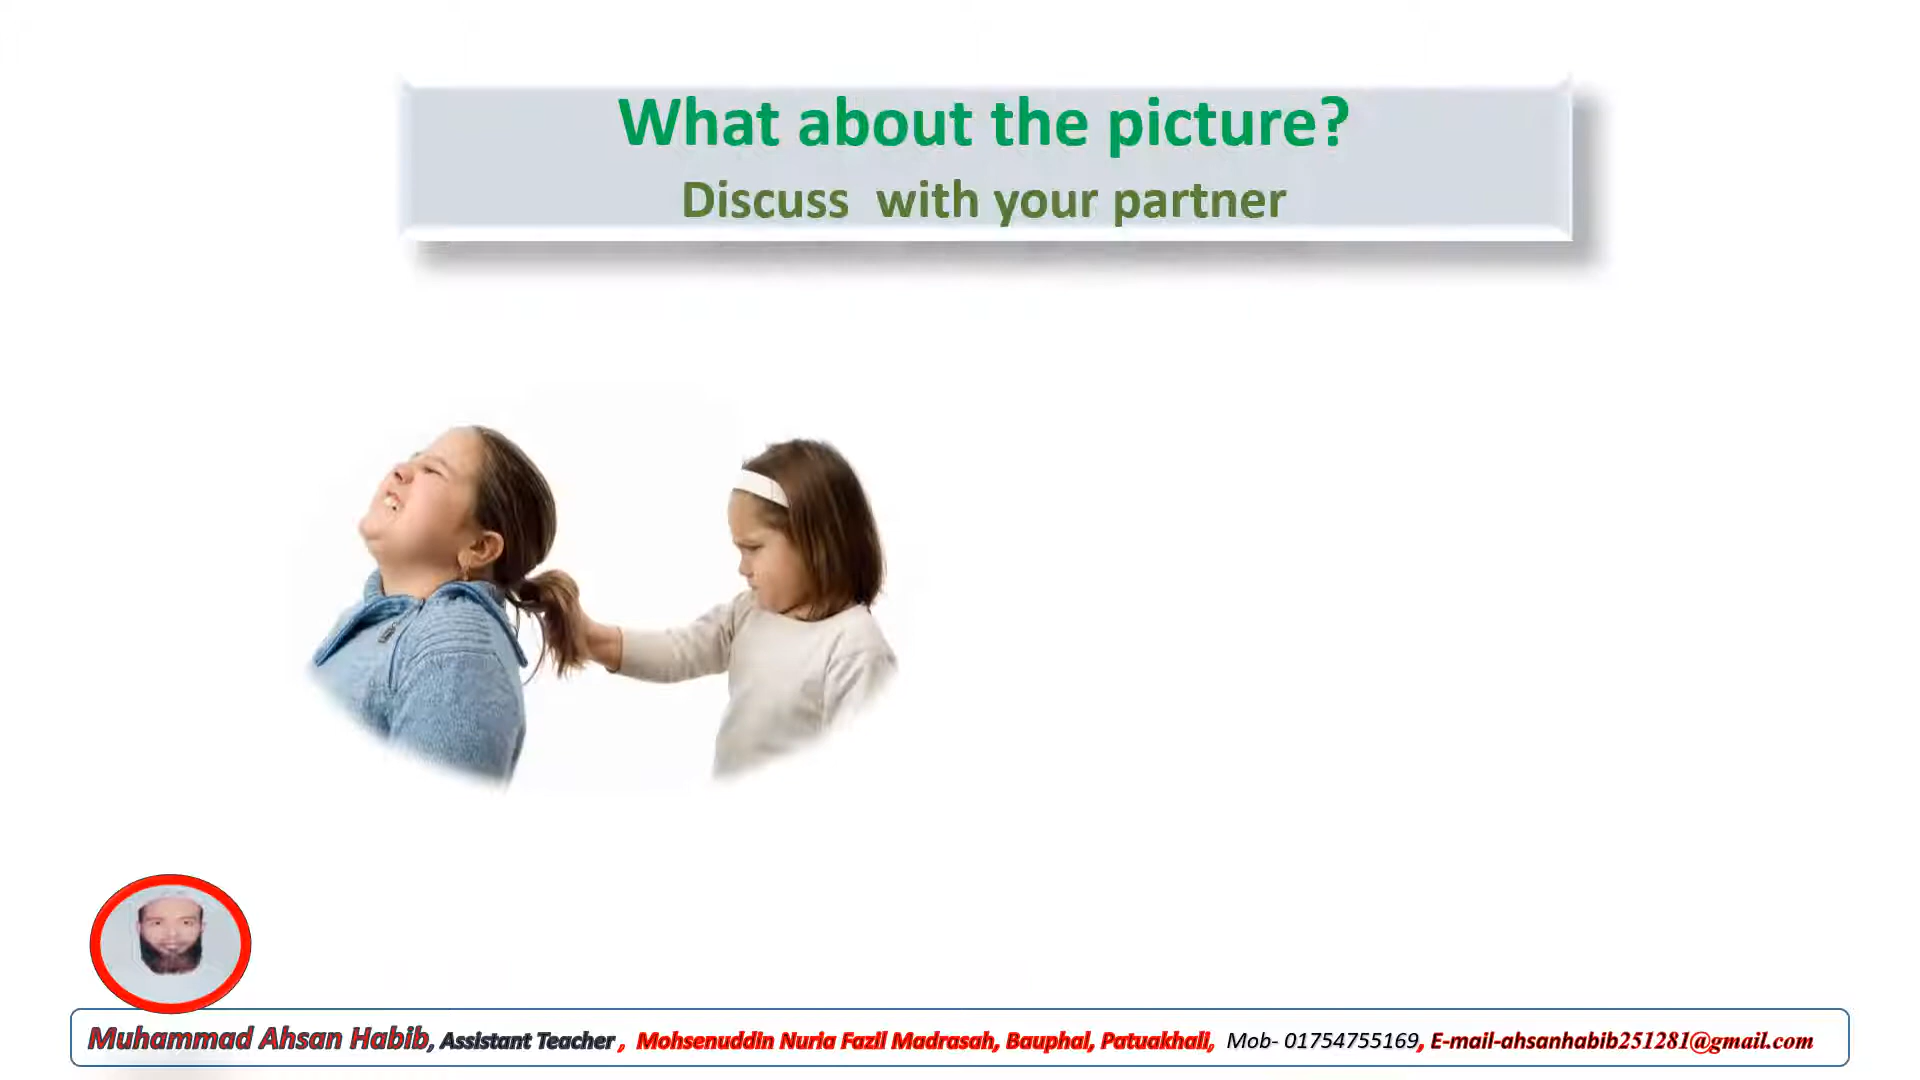 What about the picture?
Discuss with your partner
Muhammad Ahsan Habib, Assistant Teacher , Mohsenuddin Nuria Fazil Madrasah, Bauphal, Patuakhali, Mob- 01754755169, E-mail-ahsanhabib251281@gmail.com